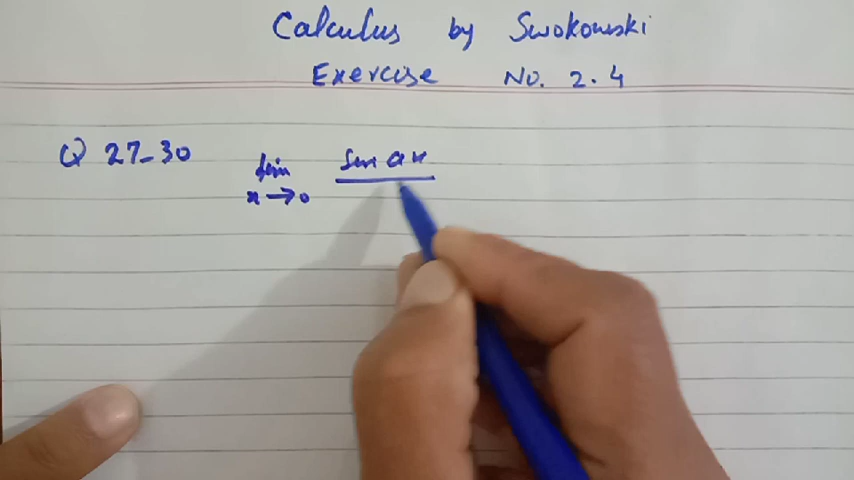 Calculus by Swokowski
Exercise No. 2.4
Q 27-30 lim sin ax
x → 0